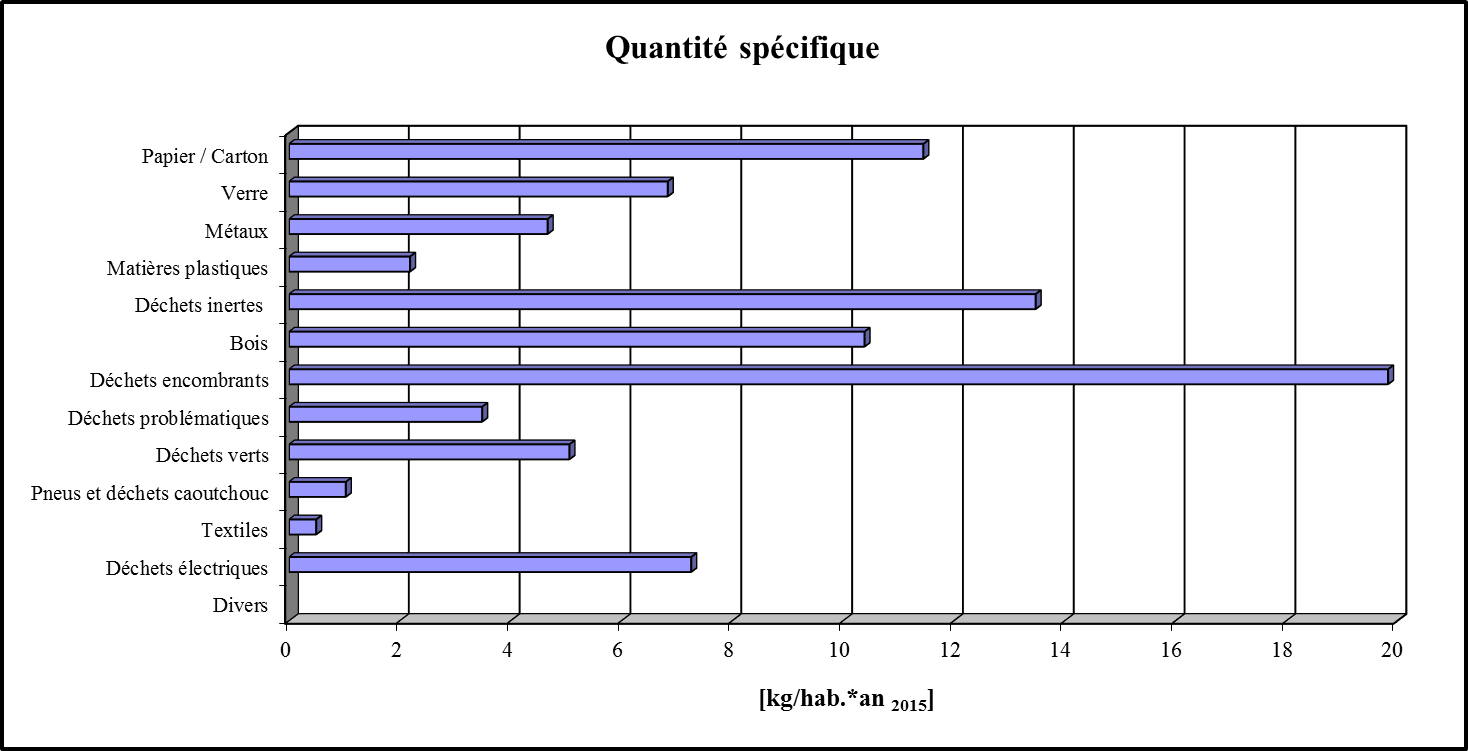 Quantité spécifique
Papier / Carton
Verre
Métaux
Matières plastiques
Déchets inertes
Bois
Déchets encombrants
Déchets problématiques
Déchets verts
Pneus et déchets caoutchouc
Textiles
Déchets électriques
Divers
0 2 4 6 8 10 12 14 16 18 20
[kg/hab.*an 2015]